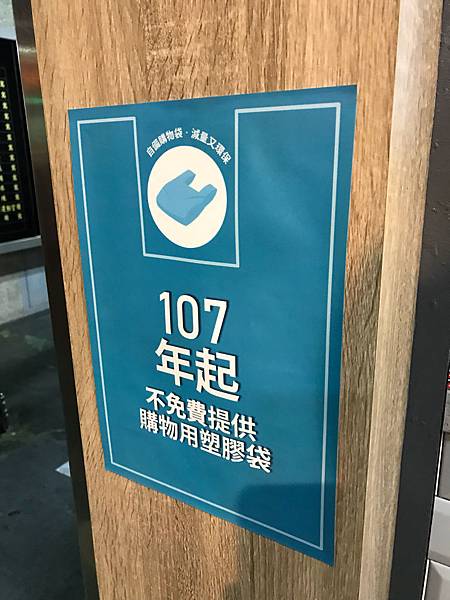 自備購物袋・減量又環保
107
年起
不免費提供
購物用塑膠袋